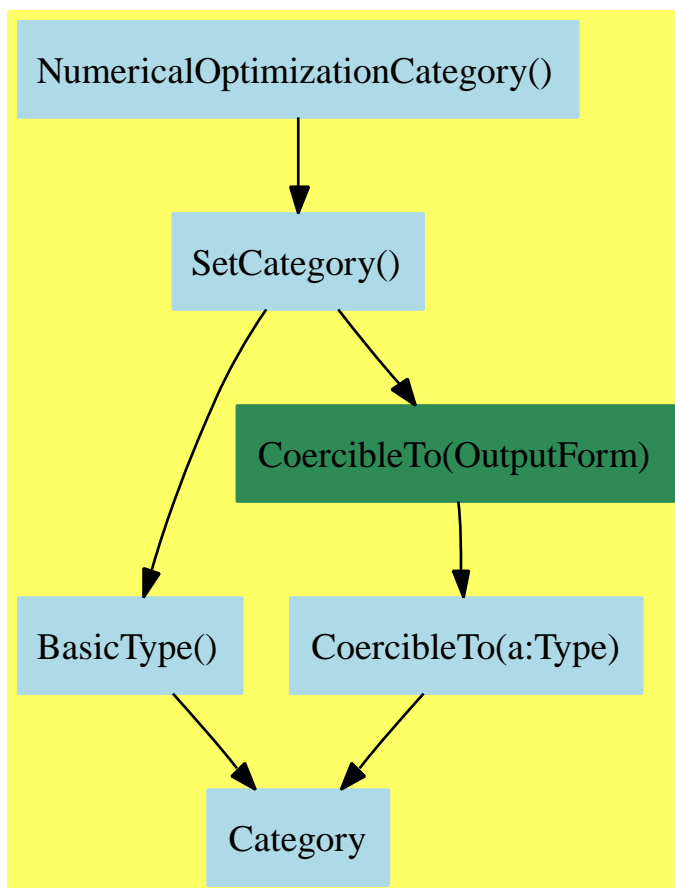 NumericalOptimizationCategory()
SetCategory()
CoercibleTo(OutputForm)
BasicType()
CoercibleTo(a:Type)
Category